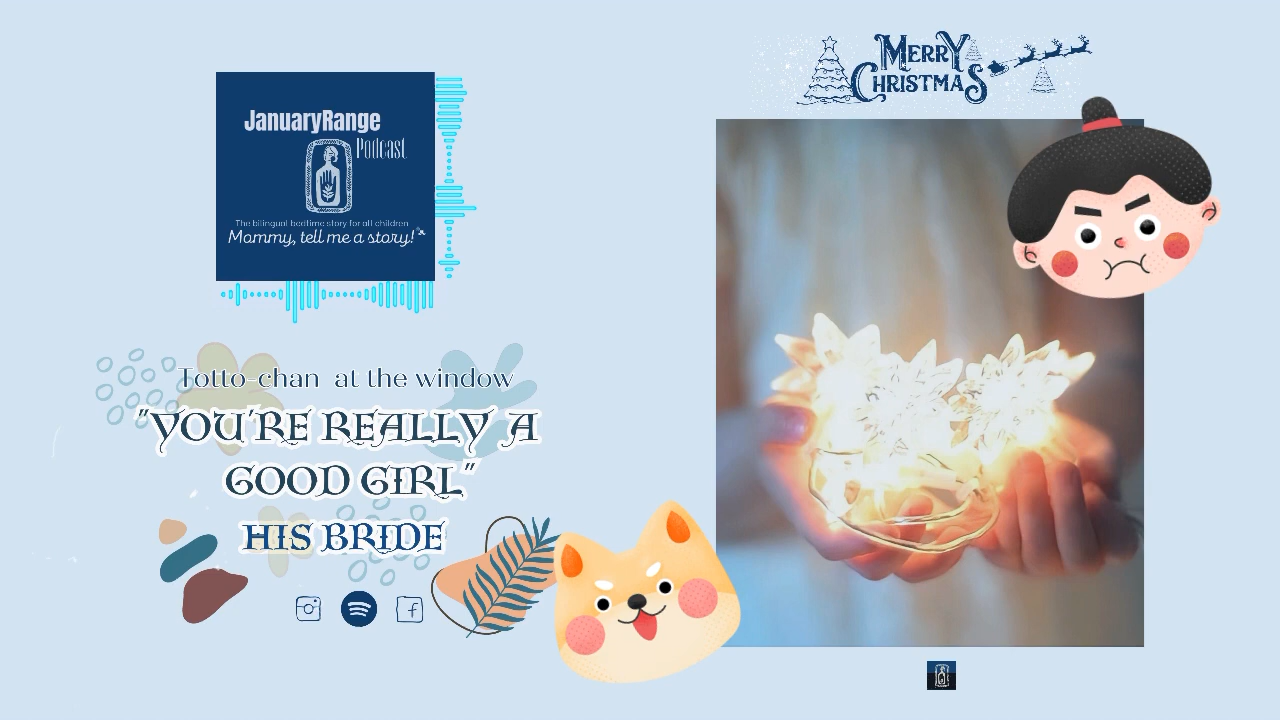 JanuaryRange
Podcast
The bilingual bedtime story for all children
Mommy, tell me a story!
Totto-chan at the window
"YOU'RE REALLY A
GOOD GIRL"
HIS BRIDE
MERRY
CHRISTMAS